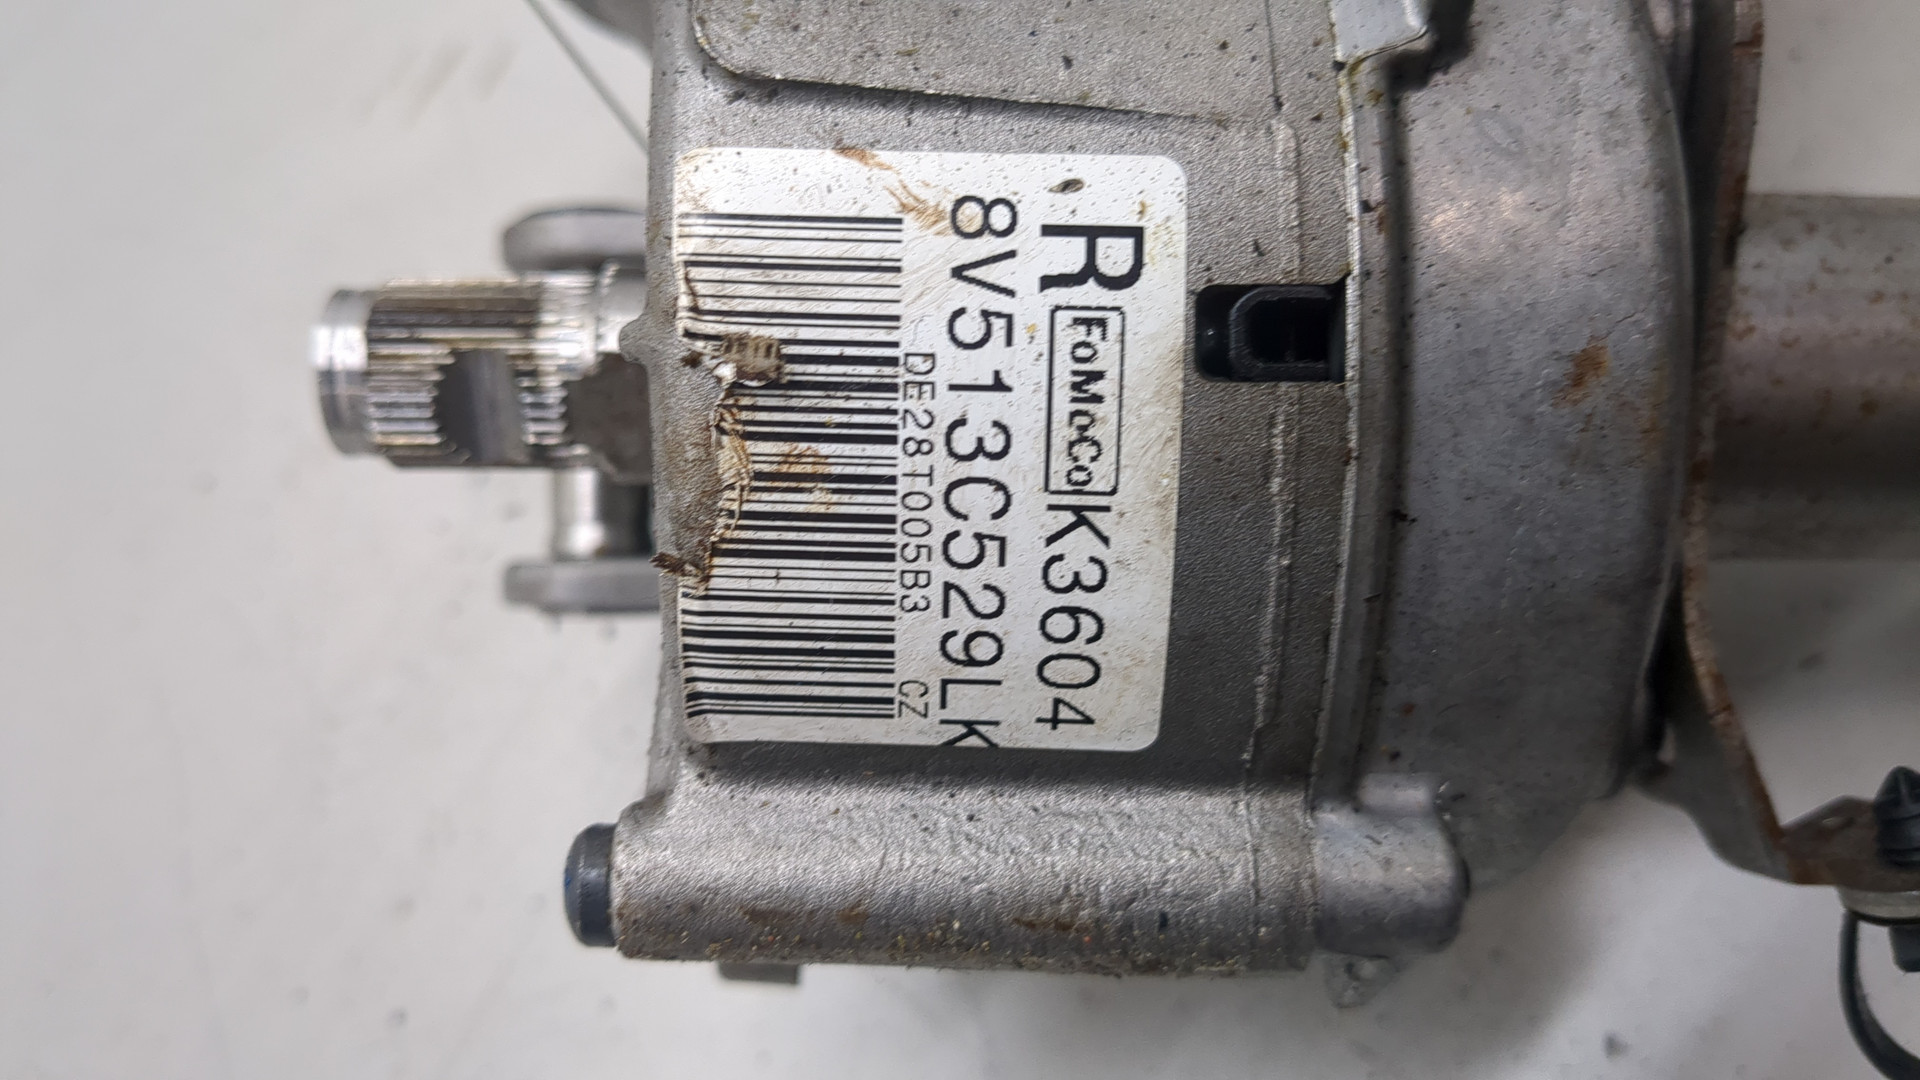 R FoMoCo K3604
8V513C529LK
DE28T005B3 CZ